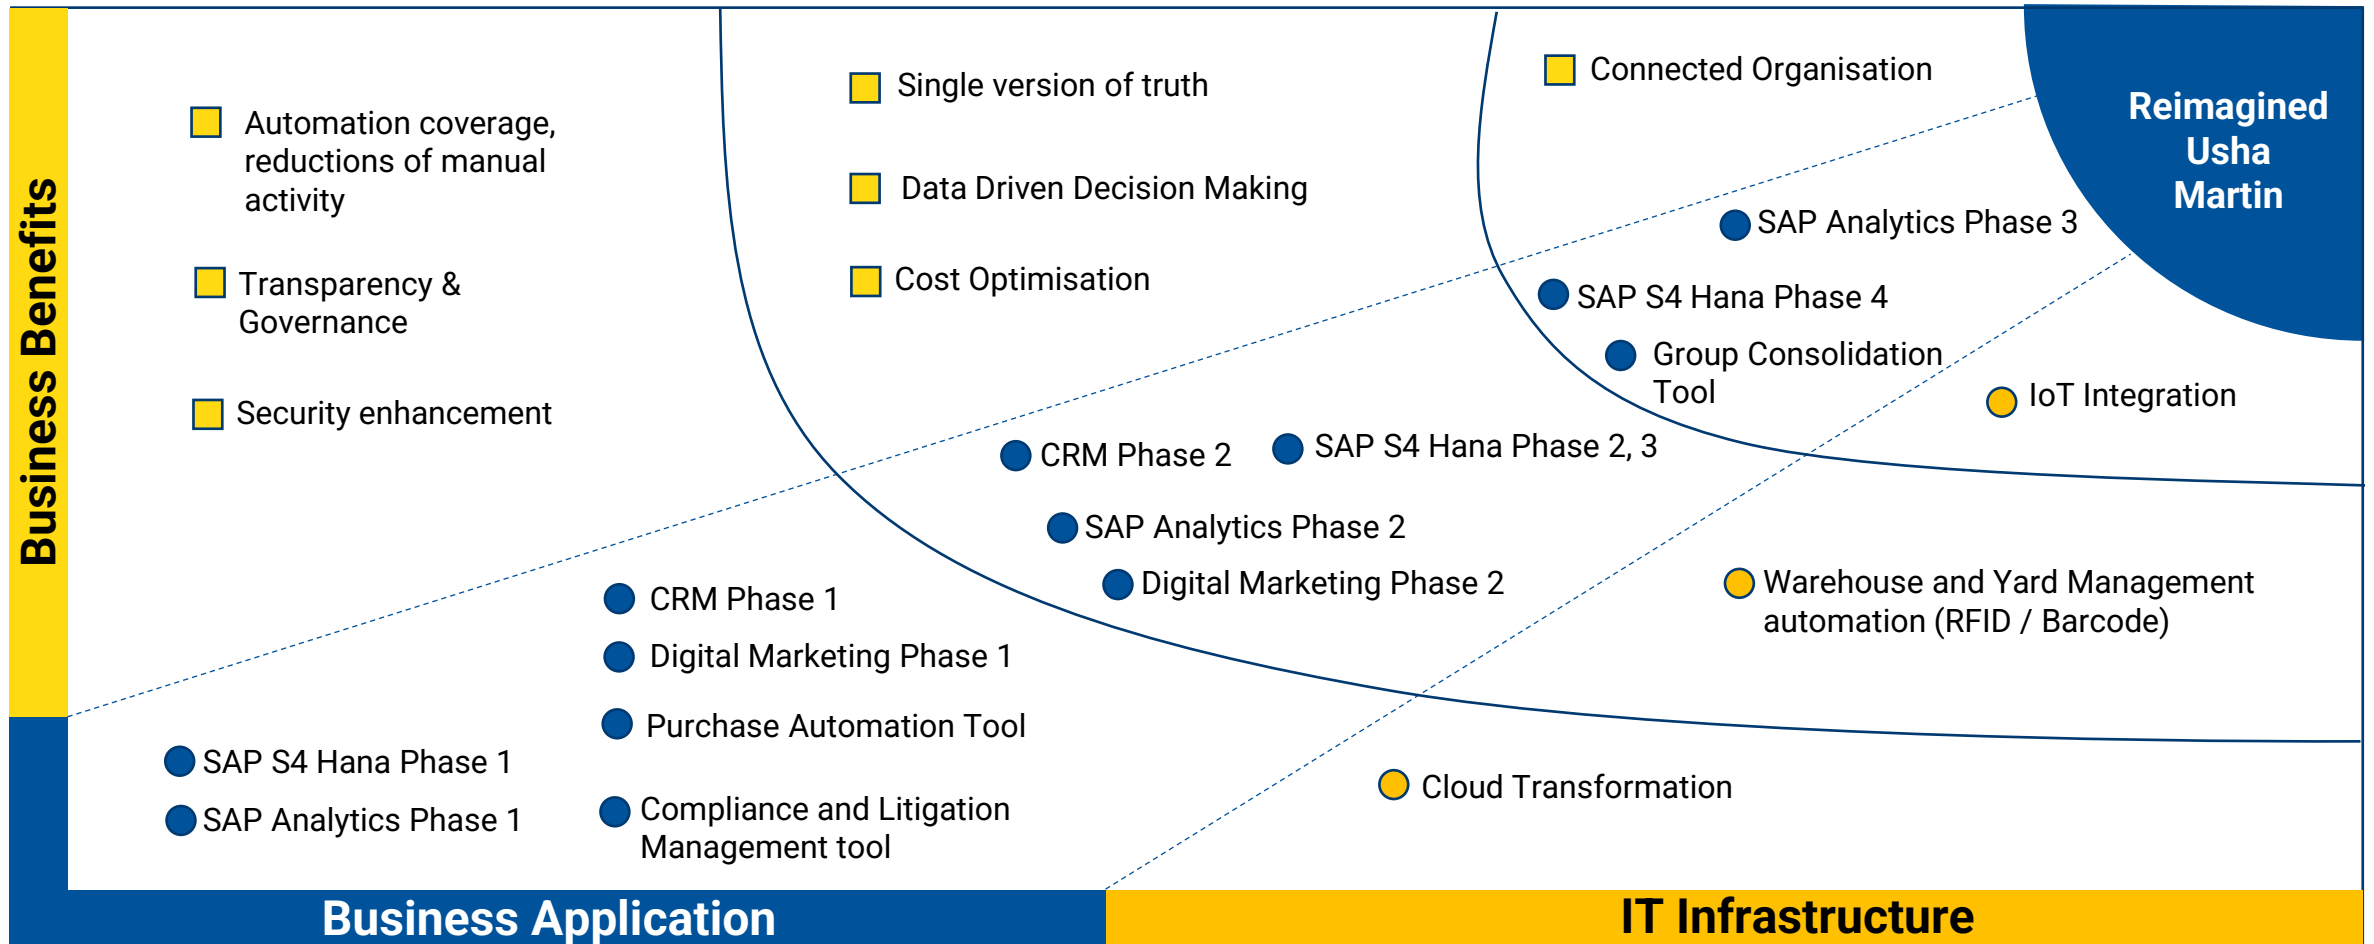 Business Benefits
Automation coverage,
reductions of manual
activity
Transparency &
Governance
Security enhancement
Single version of truth
Data Driven Decision Making
Cost Optimisation
Connected Organisation
Reimagined
Usha
Martin
SAP Analytics Phase 3
SAP S4 Hana Phase 4
Group Consolidation
Tool
IoT Integration
CRM Phase 2
SAP S4 Hana Phase 2, 3
SAP Analytics Phase 2
Digital Marketing Phase 2
Warehouse and Yard Management
automation (RFID / Barcode)
CRM Phase 1
Digital Marketing Phase 1
Purchase Automation Tool
Compliance and Litigation
Management tool
SAP S4 Hana Phase 1
SAP Analytics Phase 1
Cloud Transformation
Business Application
IT Infrastructure